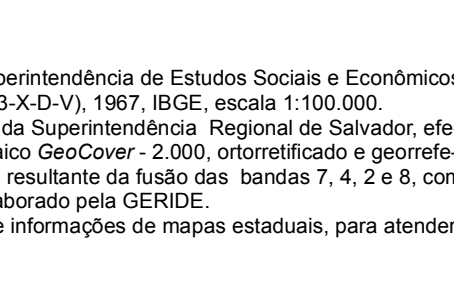 perintendência de Estudos Sociais e Econômicos
3-X-D-V), 1967, IBGE, escala 1:100.000.
da Superintendência Regional de Salvador, efe
aico GeoCover - 2.000, ortorretificado e georrefe-
resultante da fusão das bandas 7, 4, 2 e 8, com
aborado pela GERIDE.
e informações de mapas estaduais, para atender